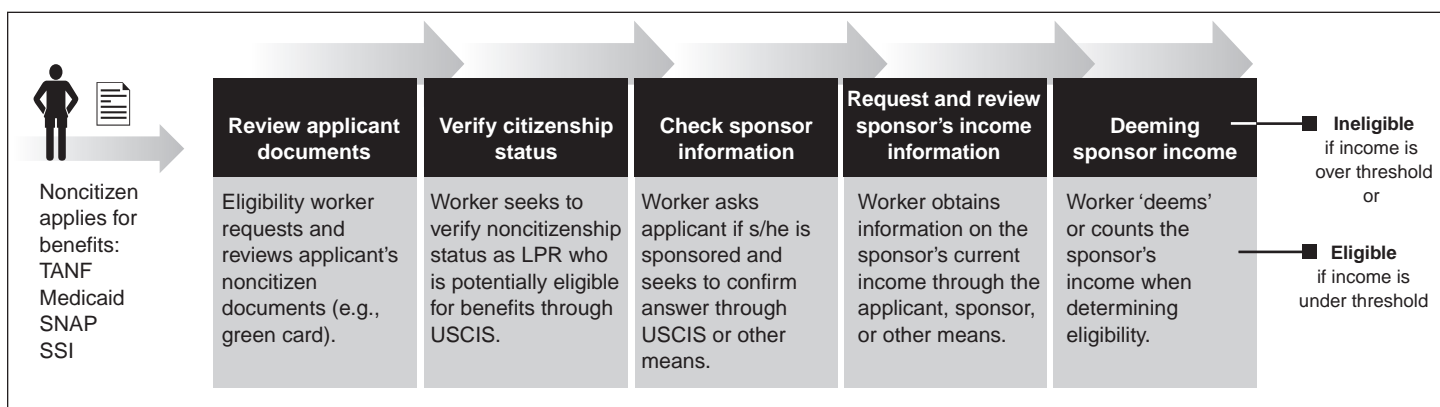 Noncitizen
applies for
benefits:
TANF
Medicaid
SNAP
SSI
Review applicant
documents
Eligibility worker
requests and
reviews applicant's
noncitizen
documents (e.g.,
green card).
Verify citizenship
status
Worker seeks to
verify noncitizenship
status as LPR who
is potentially eligible
for benefits through
USCIS.
Check sponsor
information
Worker asks
applicant if s/he is
sponsored and
seeks to confirm
answer through
USCIS or other
means.
Request and review
sponsor's income
information
Worker obtains
information on the
sponsor's current
income through the
applicant, sponsor,
or other means.
Deeming
sponsor income
Worker 'deems'
or counts the
sponsor's
income when
determining
eligibility.
Ineligible
if income is
over threshold
or
Eligible
if income is
under threshold